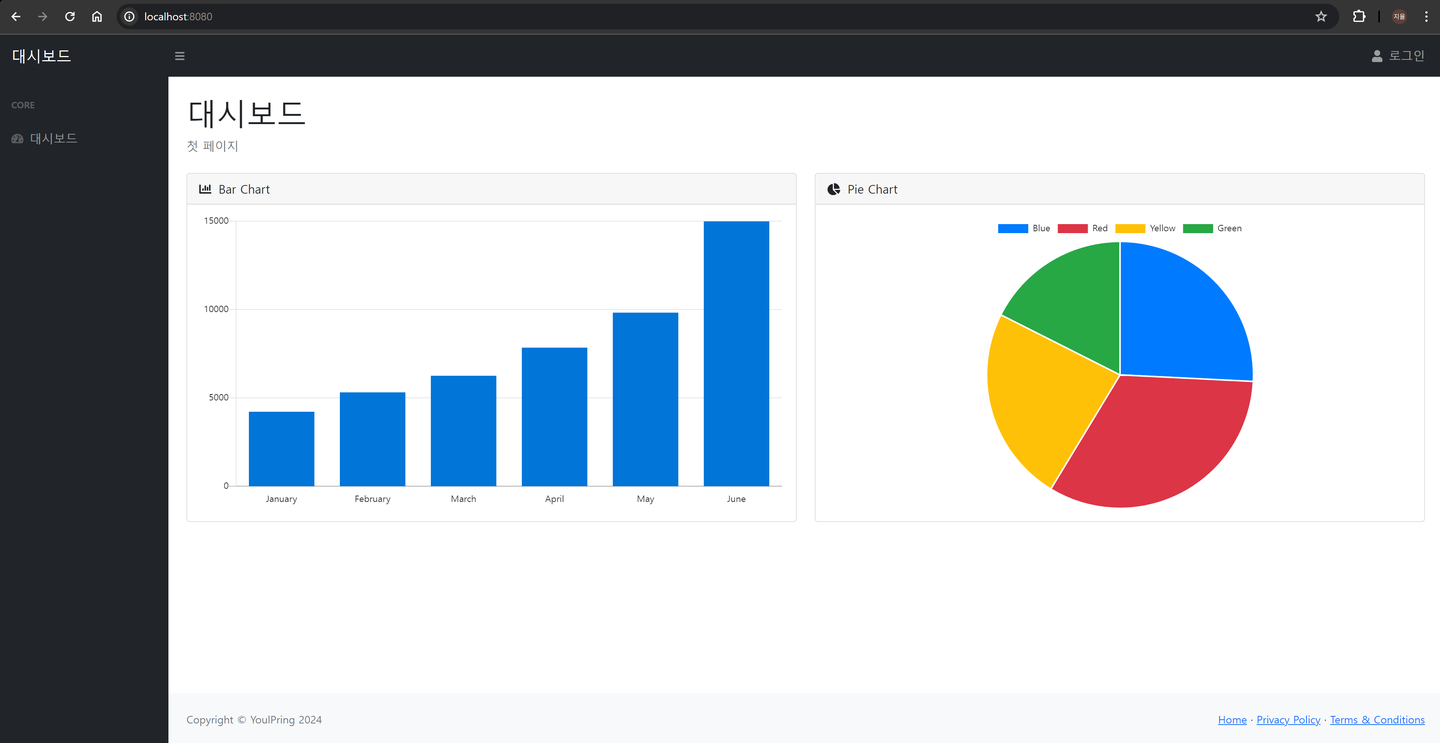 localhost:8080
지율
대시보드
로그인
CORE
대시보드
대시보드
첫 페이지
Bar Chart
15000
10000
5000
0
January February March April May June
Pie Chart
Blue Red Yellow Green
Copyright © YoulPring 2024
Home · Privacy Policy · Terms & Conditions